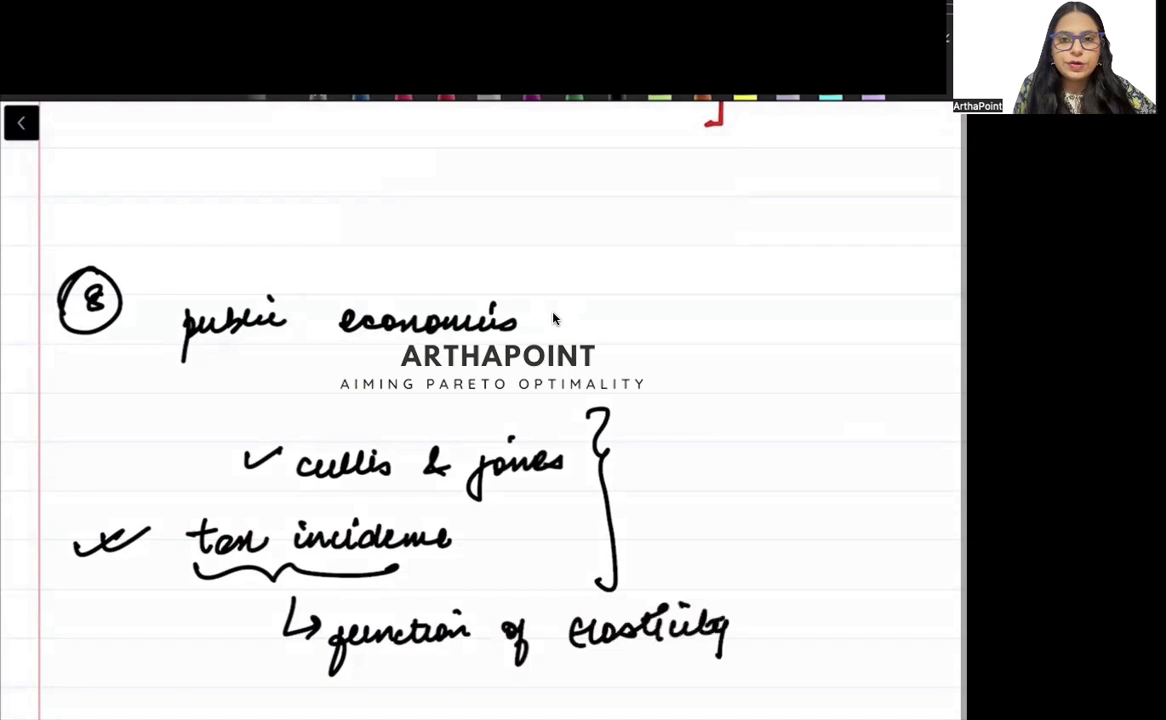 ArthaPoint
8 public economics
ARTHAPOINT
AIMING PARETO OPTIMALITY
cullis & jones
tax incidence
function of elasticity